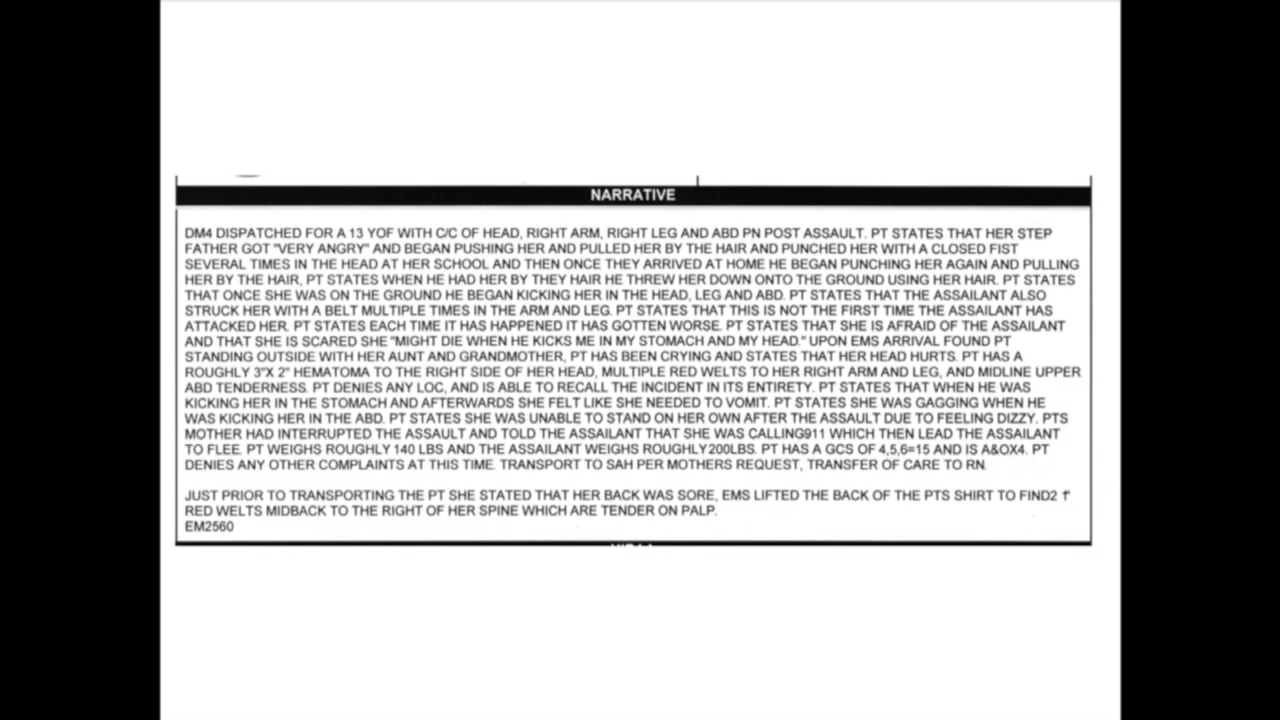 NARRATIVE
DM4 DISPATCHED FOR A 13 YOF WITH C/C OF HEAD, RIGHT ARM, RIGHT LEG AND ABD PN POST ASSAULT. PT STATES THAT HER STEP
FATHER GOT "VERY ANGRY" AND BEGAN PUSHING HER AND PULLED HER BY THE HAIR AND PUNCHED HER WITH A CLOSED FIST
SEVERAL TIMES IN THE HEAD AT HER SCHOOL AND THEN ONCE THEY ARRIVED AT HOME HE BEGAN PUNCHING HER AGAIN AND PULLING
HER BY THE HAIR, PT STATES WHEN HE HAD HER BY THEY HAIR HE THREW HER DOWN ONTO THE GROUND USING HER HAIR. PT STATES
THAT ONCE SHE WAS ON THE GROUND HE BEGAN KICKING HER IN THE HEAD, LEG AND ABD. PT STATES THAT THE ASSAILANT ALSO
STRUCK HER WITH A BELT MULTIPLE TIMES IN THE ARM AND LEG. PT STATES THAT THIS IS NOT THE FIRST TIME THE ASSAILANT HAS
ATTACKED HER. PT STATES EACH TIME IT HAS HAPPENED IT HAS GOTTEN WORSE. PT STATES THAT SHE IS AFRAID OF THE ASSAILANT
AND THAT SHE IS SCARED SHE "MIGHT DIE WHEN HE KICKS ME IN MY STOMACH AND MY HEAD." UPON EMS ARRIVAL FOUND PT
STANDING OUTSIDE WITH HER AUNT AND GRANDMOTHER, PT HAS BEEN CRYING AND STATES THAT HER HEAD HURTS. PT HAS A
ROUGHLY 3"X 2" HEMATOMA TO THE RIGHT SIDE OF HER HEAD, MULTIPLE RED WELTS TO HER RIGHT ARM AND LEG, AND MIDLINE UPPER
ABD TENDERNESS. PT DENIES ANY LOC, AND IS ABLE TO RECALL THE INCIDENT IN ITS ENTIRETY. PT STATES THAT WHEN HE WAS
KICKING HER IN THE STOMACH AND AFTERWARDS SHE FELT LIKE SHE NEEDED TO VOMIT. PT STATES SHE WAS GAGGING WHEN HE
WAS KICKING HER IN THE ABD. PT STATES SHE WAS UNABLE TO STAND ON HER OWN AFTER THE ASSAULT DUE TO FEELING DIZZY. PTS
MOTHER HAD INTERRUPTED THE ASSAULT AND TOLD THE ASSAILANT THAT SHE WAS CALLING911 WHICH THEN LEAD THE ASSAILANT
TO FLEE. PT WEIGHS ROUGHLY 140 LBS AND THE ASSAILANT WEIGHS ROUGHLY200LBS. PT HAS A GCS OF 4,5,6=15 AND IS A&OX4. PT
DENIES ANY OTHER COMPLAINTS AT THIS TIME. TRANSPORT TO SAH PER MOTHERS REQUEST, TRANSFER OF CARE TO RN.
JUST PRIOR TO TRANSPORTING THE PT SHE STATED THAT HER BACK WAS SORE, EMS LIFTED THE BACK OF THE PTS SHIRT TO FIND2 1"
RED WELTS MIDBACK TO THE RIGHT OF HER SPINE WHICH ARE TENDER ON PALP.
EM2560